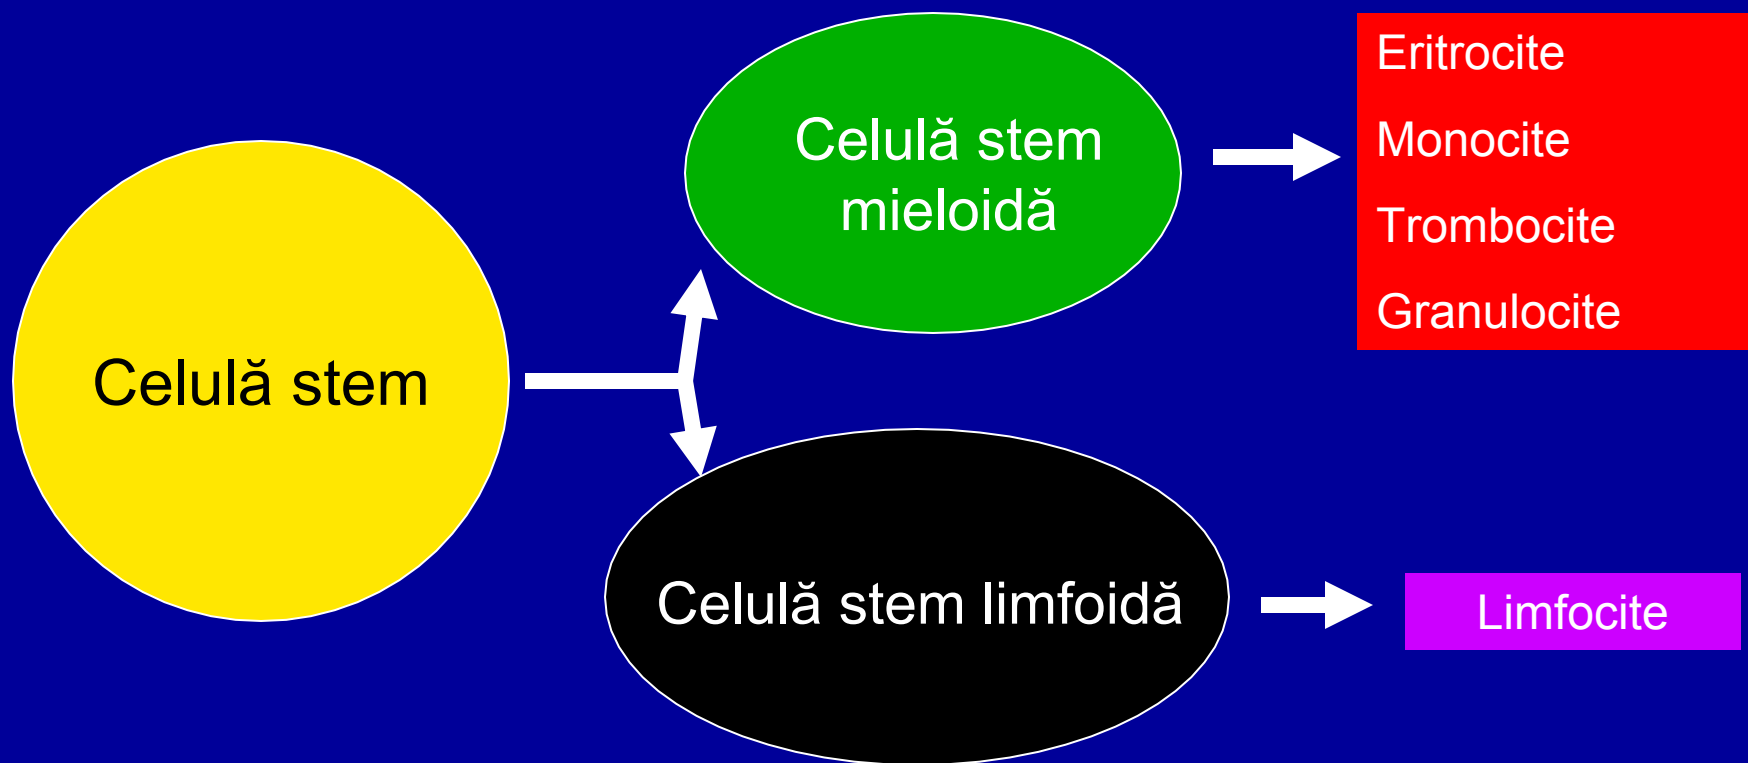 Celulă stem
Celulă stem
mieloidă
Eritrocite
Monocite
Trombocite
Granulocite
Celulă stem limfoidă
Limfocite